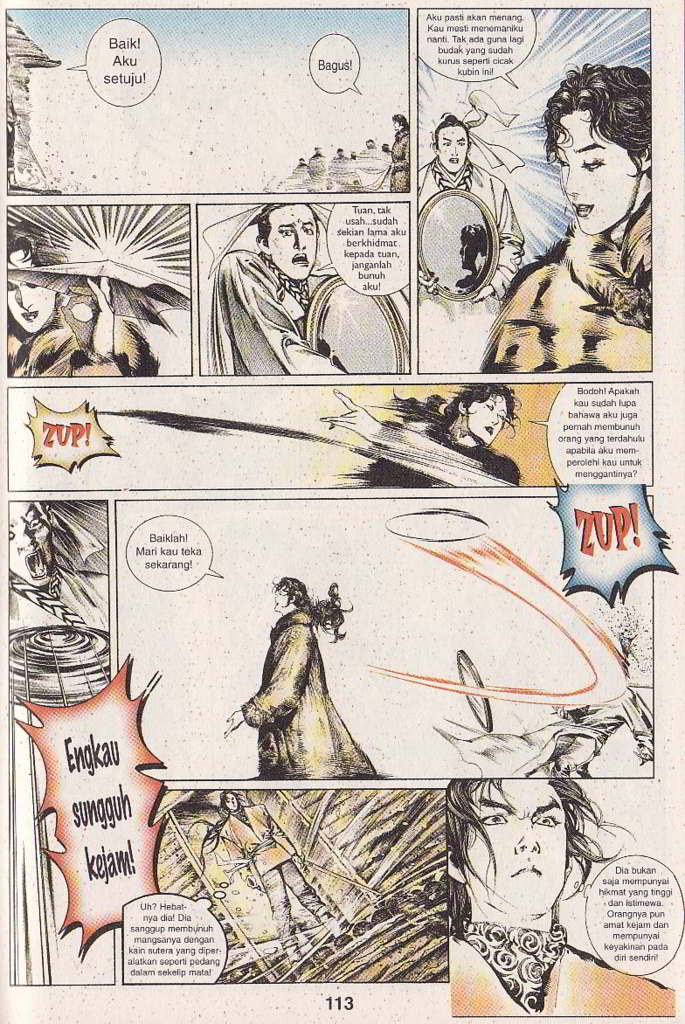 Baik!
Aku
setuju!
Bagus!
Aku pasti akan menang.
Kau mesti menemaniku
nanti. Tak ada guna lagi
budak yang sudah
kurus seperti cicak
kubin ini!
Tuan, tak
usah...sudah
sekian lama aku
berkhidmat
kepada tuan,
janganlah
bunuh
aku!
ZUP!
Bodoh! Apakah
kau sudah lupa
bahawa aku juga
pernah membunuh
orang yang terdahulu
apabila aku mem-
perolehi kau untuk
menggantinya?
Baiklah!
Mari kau teka
sekarang!
ZUP!
Engkau
sungguh
kejam!
Uh? Hebat-
nya dia! Dia
sanggup membunuh
mangsanya dengan
kain sutera yang diper-
alatkan seperti pedang
dalam sekelip mata!
Dia bukan
saja mempunyai
hikmat yang tinggi
dan istimewa.
Orangnya pun
amat kejam dan
mempunyai
keyakinan pada
diri sendiri!
113